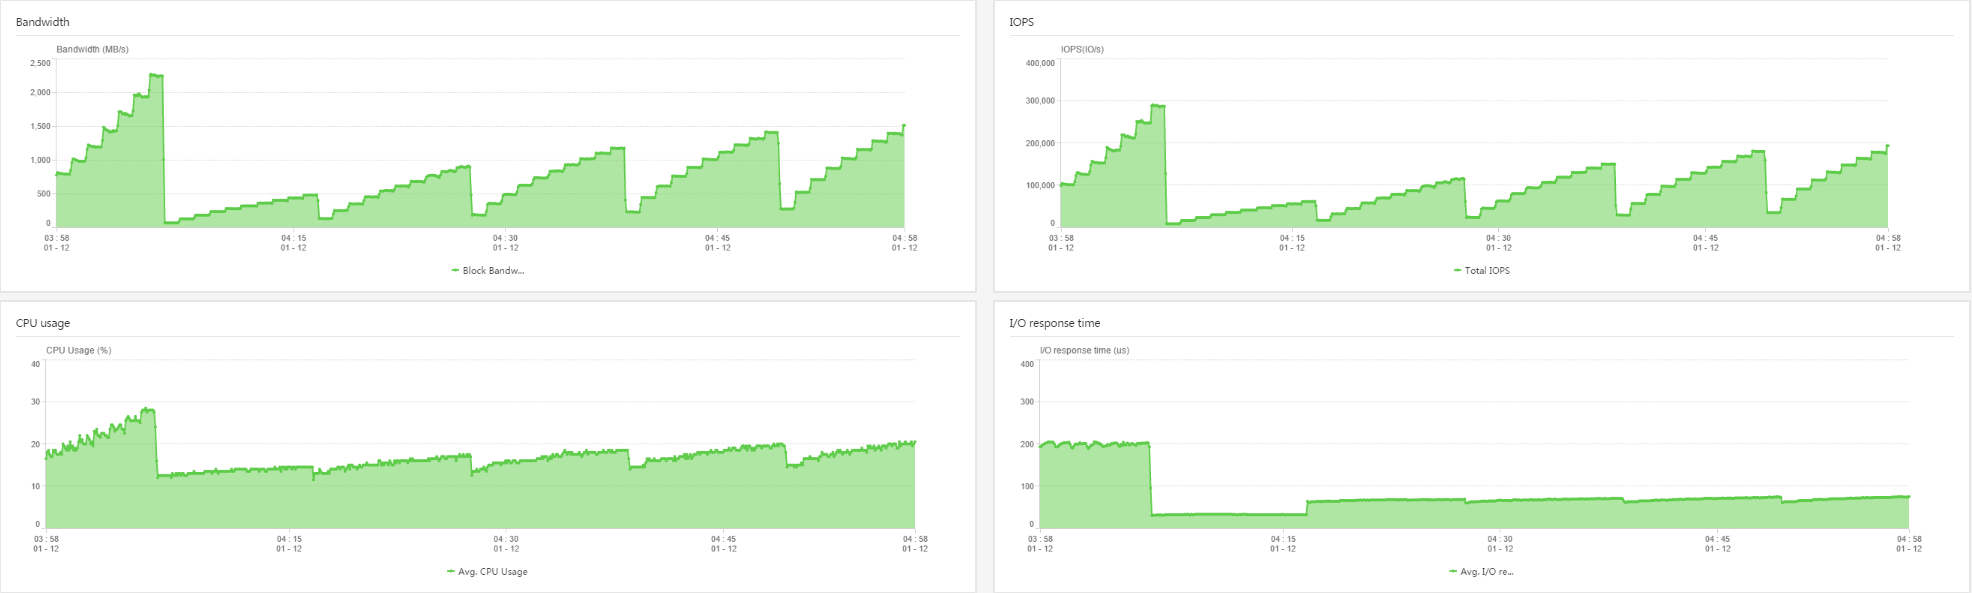 Bandwidth
Bandwidth (MB/s)
2,500
2,000
1,500
1,000
500
0
03 : 58
01 - 12
04 : 15
01 - 12
04 : 30
01 - 12
04 : 45
01 - 12
04 : 58
01 - 12
Block Bandw...
IOPS
IOPS(IO/s)
400,000
300,000
200,000
100,000
0
03 : 58
01 - 12
04 : 15
01 - 12
04 : 30
01 - 12
04 : 45
01 - 12
04 : 58
01 - 12
Total IOPS
CPU usage
CPU Usage (%)
40
30
20
10
0
03 : 58
01 - 12
04 : 15
01 - 12
04 : 30
01 - 12
04 : 45
01 - 12
04 : 58
01 - 12
Avg. CPU Usage
I/O response time
I/O response time (us)
400
300
200
100
0
03 : 58
01 - 12
04 : 15
01 - 12
04 : 30
01 - 12
04 : 45
01 - 12
04 : 58
01 - 12
Avg. I/O re...